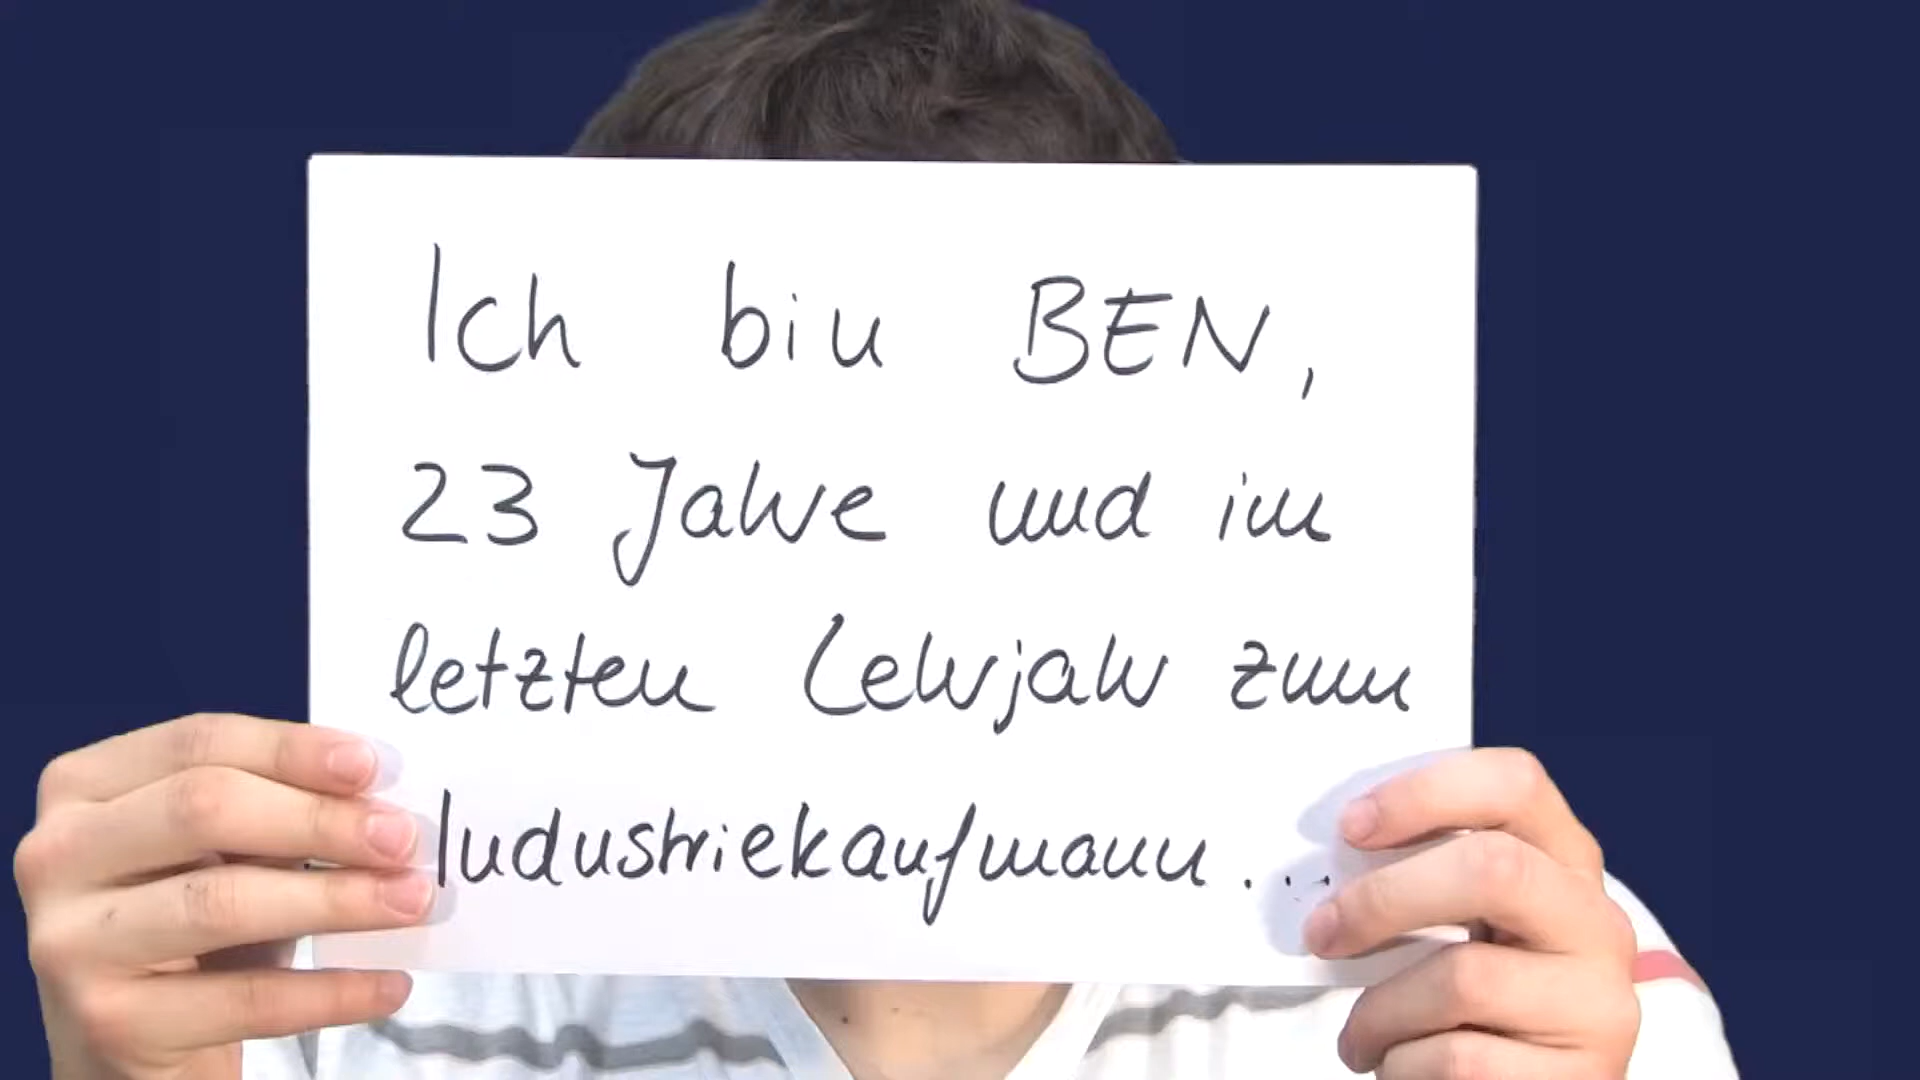 Ich bin BEN,
23 Jahre und im
letzten Lehrjahr zum
Industriekaufmann...